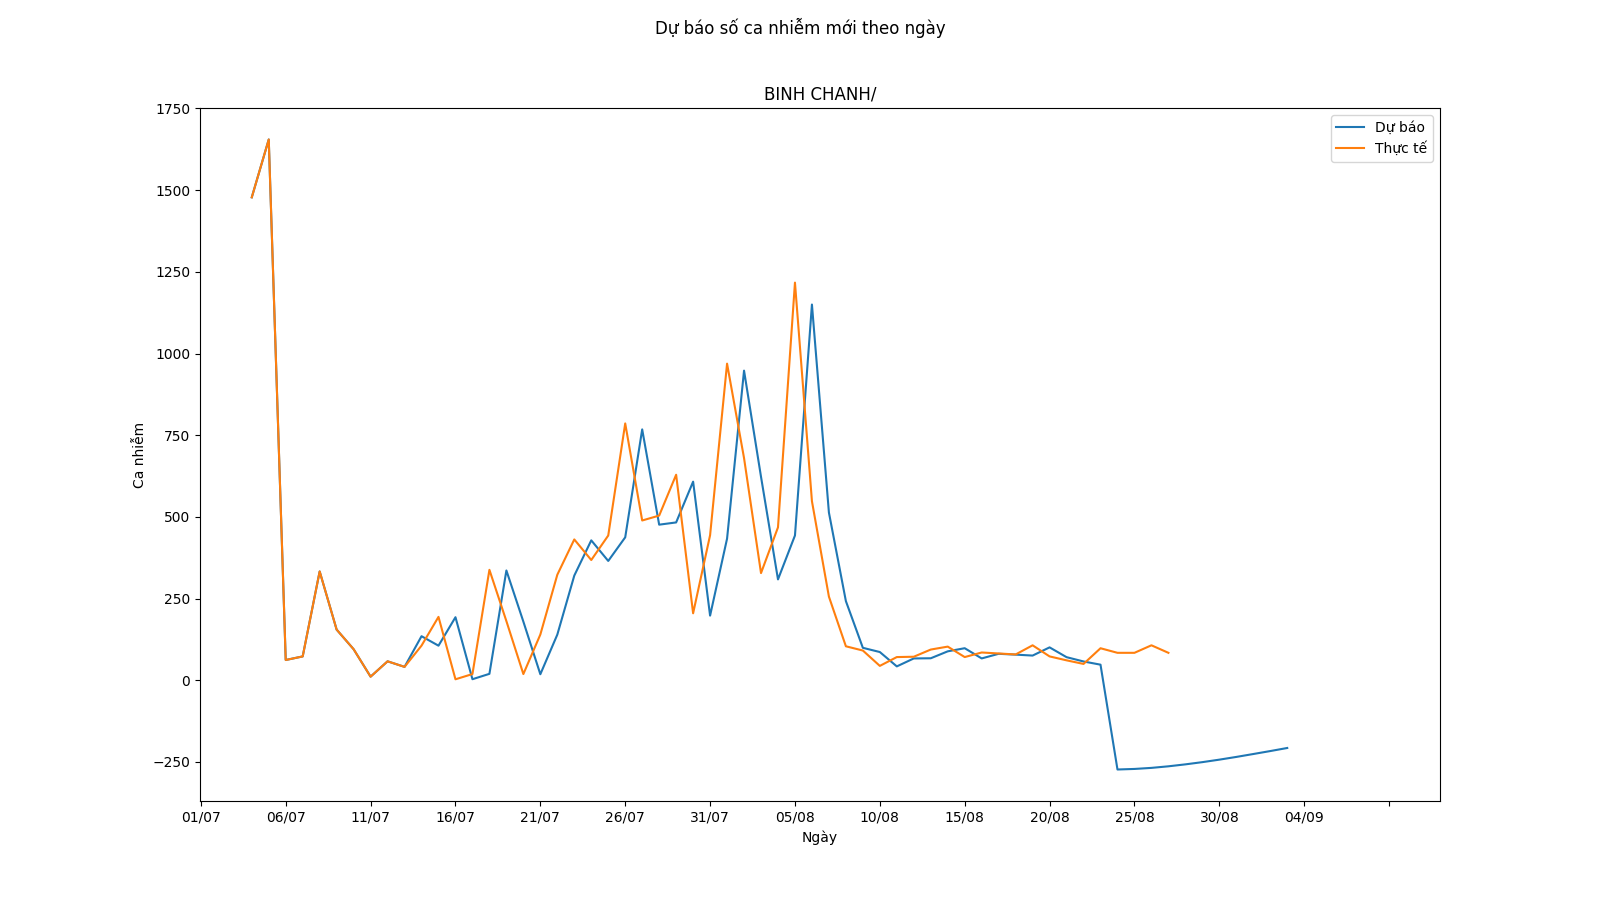 Dự báo số ca nhiễm mới theo ngày
BINH CHANH/
Dự báo
Thực tế
Ca nhiễm
1750
1500
1250
1000
750
500
250
0
−250
01/07 06/07 11/07 16/07 21/07 26/07 31/07 05/08 10/08 15/08 20/08 25/08 30/08 04/09
Ngày